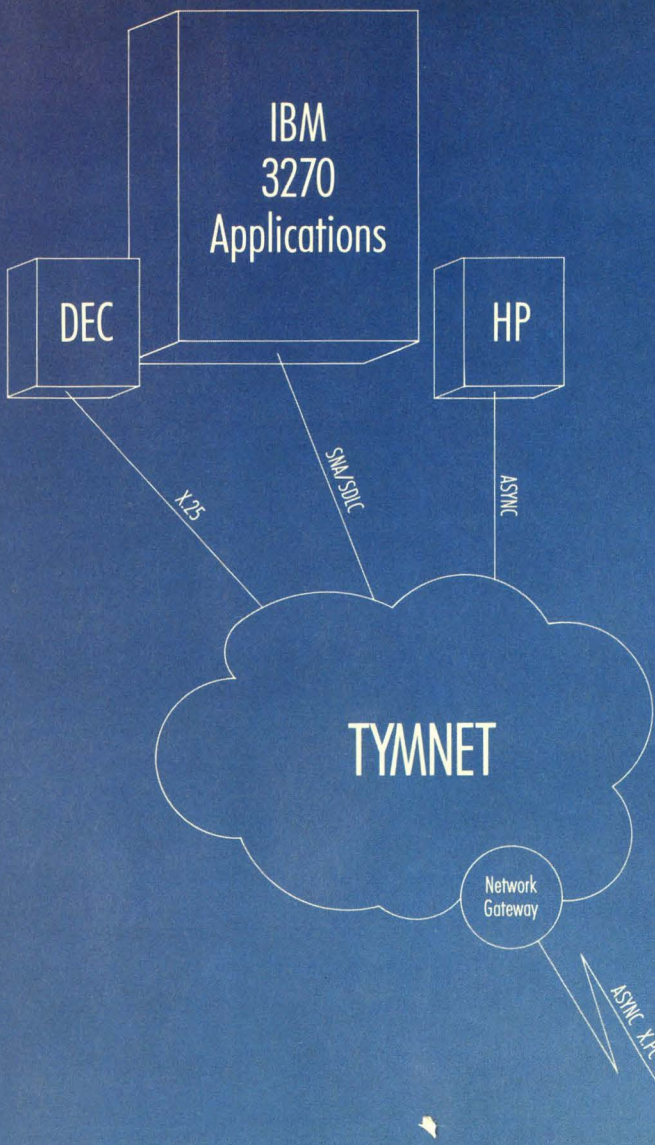 IBM
3270
Applications
DEC
HP
X.25
SNA/SDLC
ASYNC
TYMNET
Network
Gateway
ASYNC X.PC